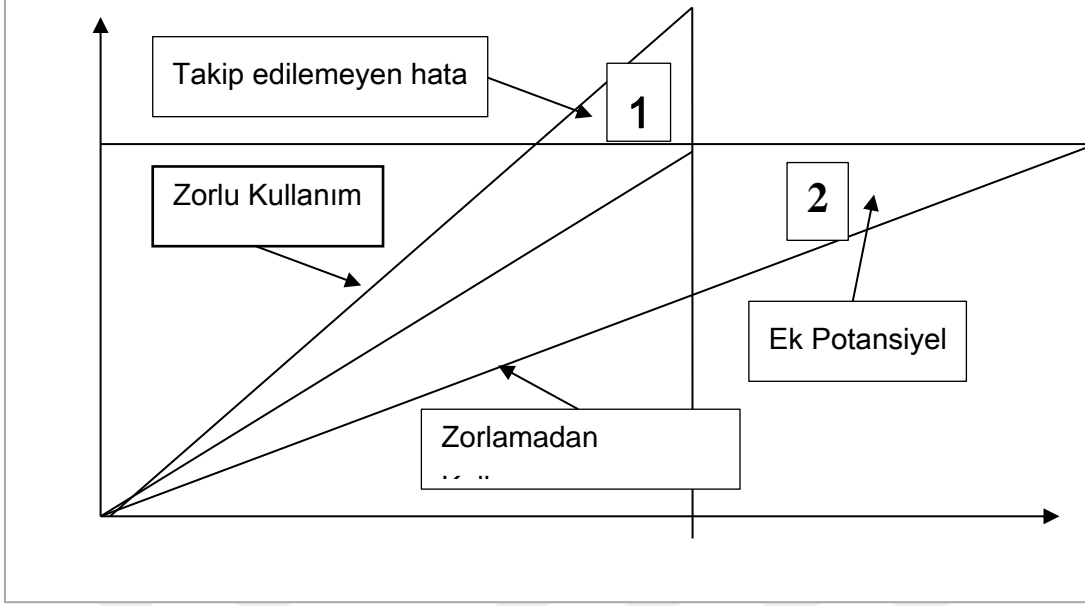 Takip edilemeyen hata
1
Zorlu Kullanım
2
Ek Potansiyel
Zorlamadan